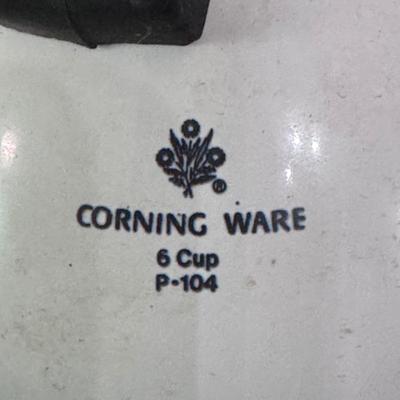 ®
CORNING WARE
6 Cup
P-104